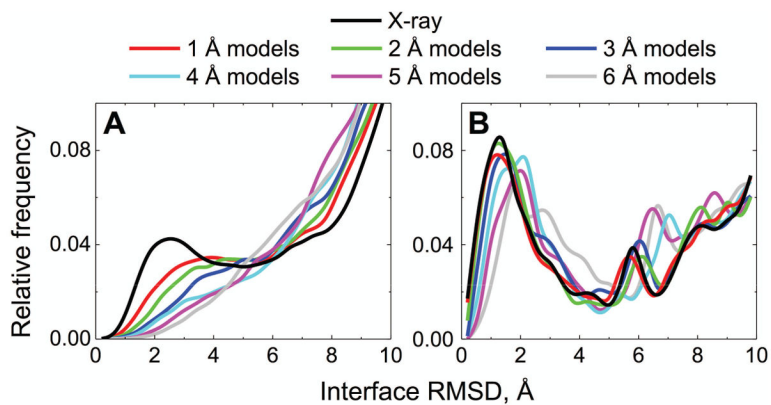 X-ray
1 Å models 2 Å models 3 Å models
4 Å models 5 Å models 6 Å models
A B
0.08 0.08
0.04 0.04
0.00 0.00
0 2 4 6 8 10 0 2 4 6 8 10
Relative frequency
Interface RMSD, Å